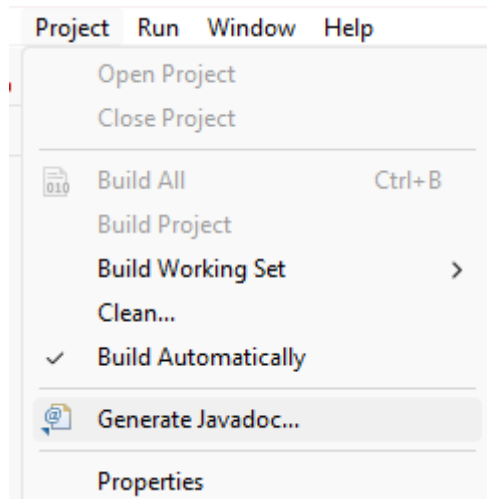 Project Run Window Help
Open Project
Close Project
010
Build All Ctrl+B
Build Project
Build Working Set
Clean...
Build Automatically
@
Generate Javadoc...
Properties